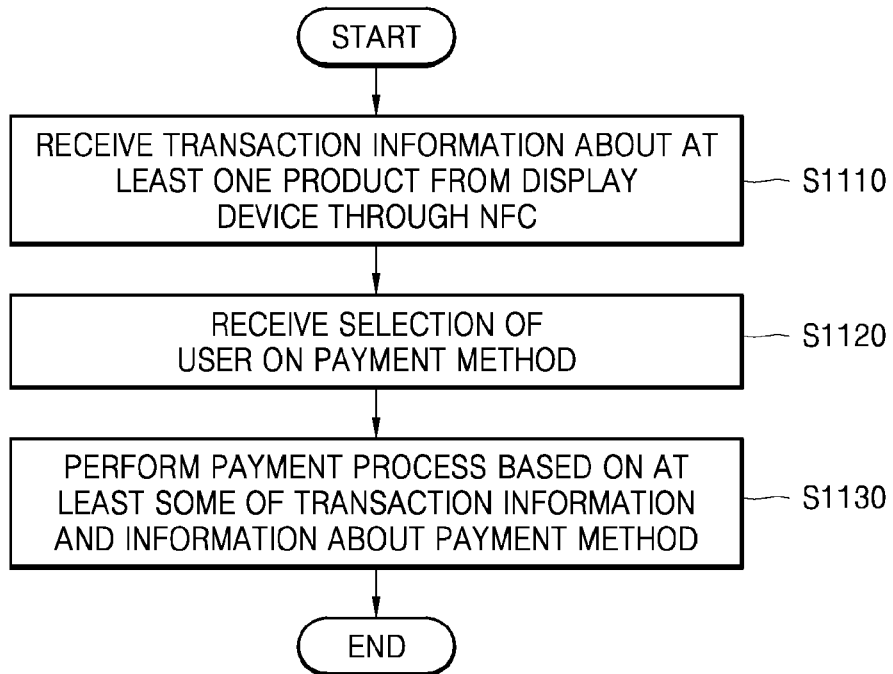 START
RECEIVE TRANSACTION INFORMATION ABOUT AT
LEAST ONE PRODUCT FROM DISPLAY
DEVICE THROUGH NFC
S1110
RECEIVE SELECTION OF
USER ON PAYMENT METHOD
S1120
PERFORM PAYMENT PROCESS BASED ON AT
LEAST SOME OF TRANSACTION INFORMATION
AND INFORMATION ABOUT PAYMENT METHOD
S1130
END